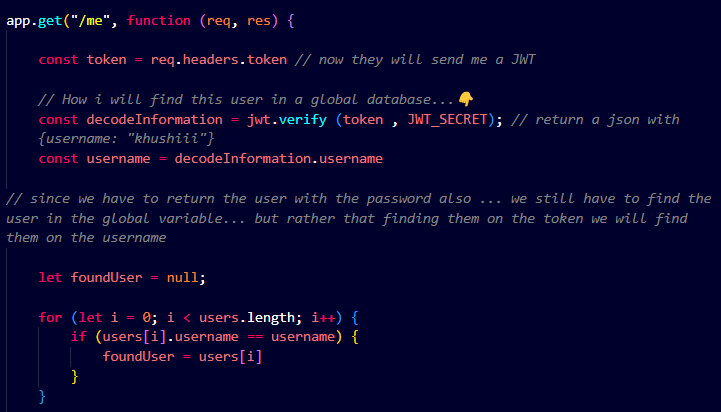 app.get("/me", function (req, res) {
const token = req.headers.token // now they will send me a JWT
// How i will find this user in a global database...👇
const decodeInformation = jwt.verify (token , JWT_SECRET); // return a json with
{username: "khushiii"}
const username = decodeInformation.username
// since we have to return the user with the password also ... we still have to find the
user in the global variable... but rather that finding them on the token we will find
them on the username
let foundUser = null;
for (let i = 0; i < users.length; i++) {
if (users[i].username == username) {
foundUser = users[i]
}
}